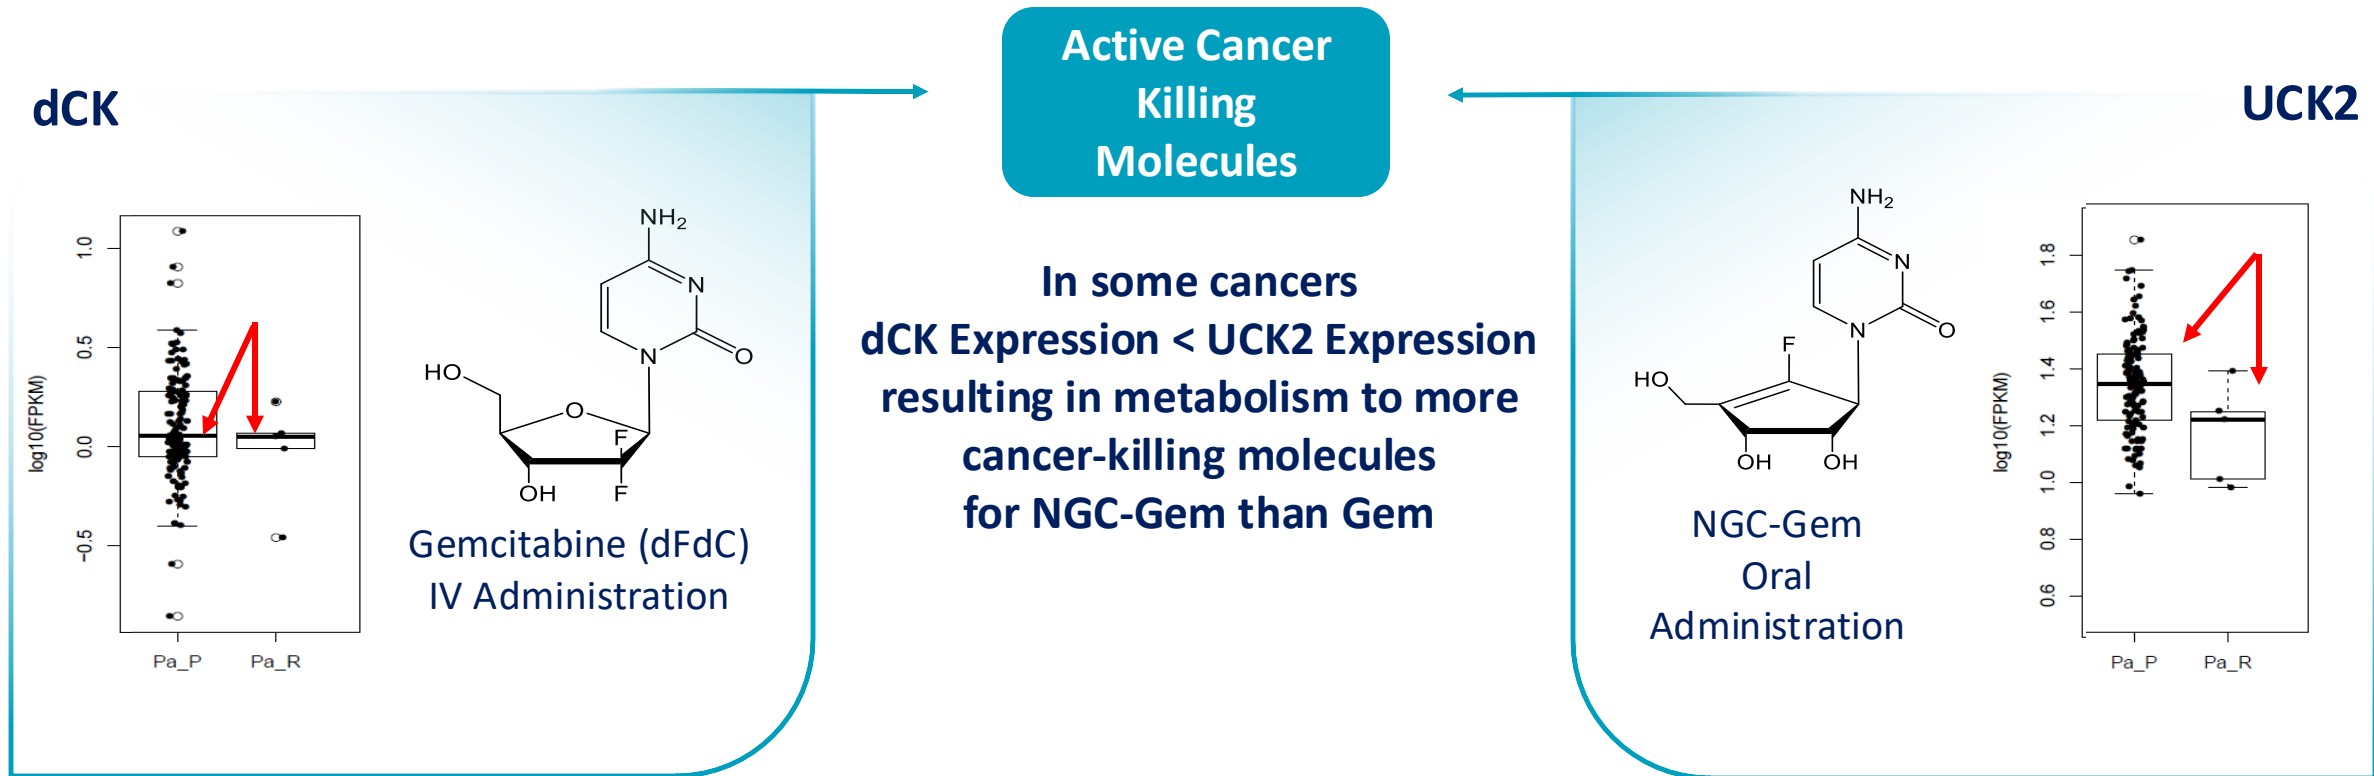 Active Cancer
Killing
Molecules
dCK
UCK2
log10(FPKM)
1.0
0.5
0.0
−0.5
Pa_P
Pa_R
NH2
N
N
O
HO
O
F
F
OH
Gemcitabine (dFdC)
IV Administration
In some cancers
dCK Expression < UCK2 Expression
resulting in metabolism to more
cancer-killing molecules
for NGC-Gem than Gem
NH2
N
N
O
F
HO
OH
OH
NGC-Gem
Oral
Administration
log10(FPKM)
1.8
1.6
1.4
1.2
1.0
0.8
0.6
Pa_P
Pa_R